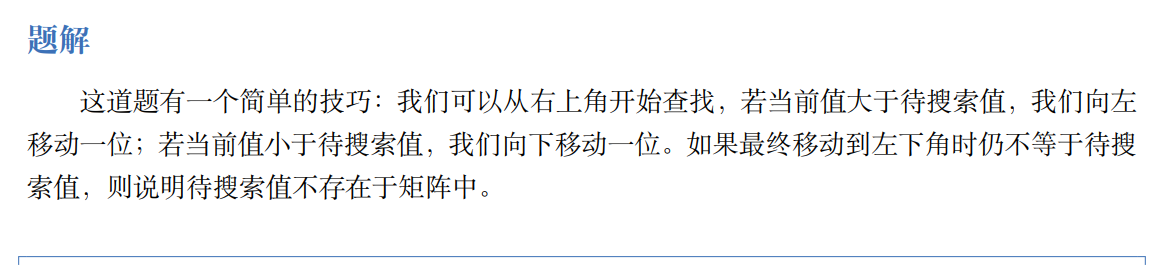 题解
这道题有一个简单的技巧：我们可以从右上角开始查找，若当前值大于待搜索值，我们向左
移动一位；若当前值小于待搜索值，我们向下移动一位。如果最终移动到左下角时仍不等于待搜
索值，则说明待搜索值不存在于矩阵中。